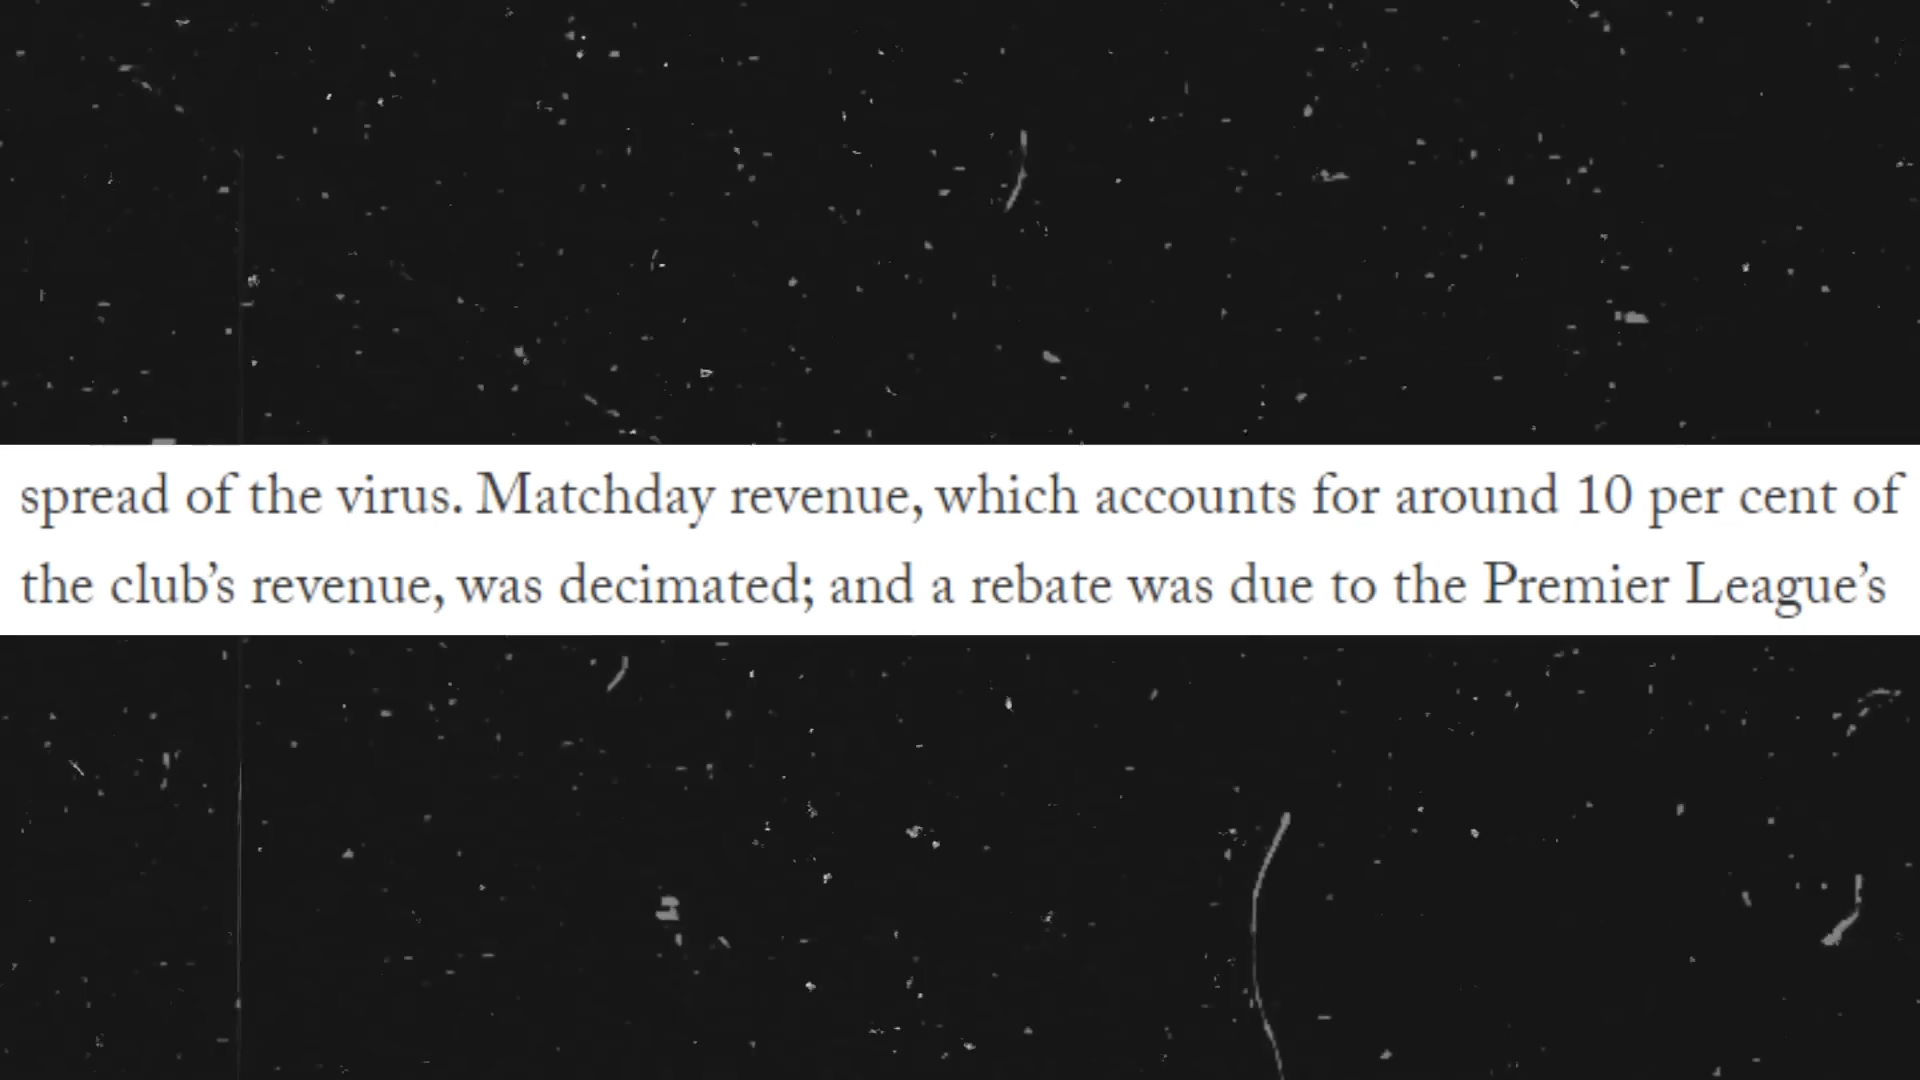 spread of the virus. Matchday revenue, which accounts for around 10 per cent of
the club’s revenue, was decimated; and a rebate was due to the Premier League’s